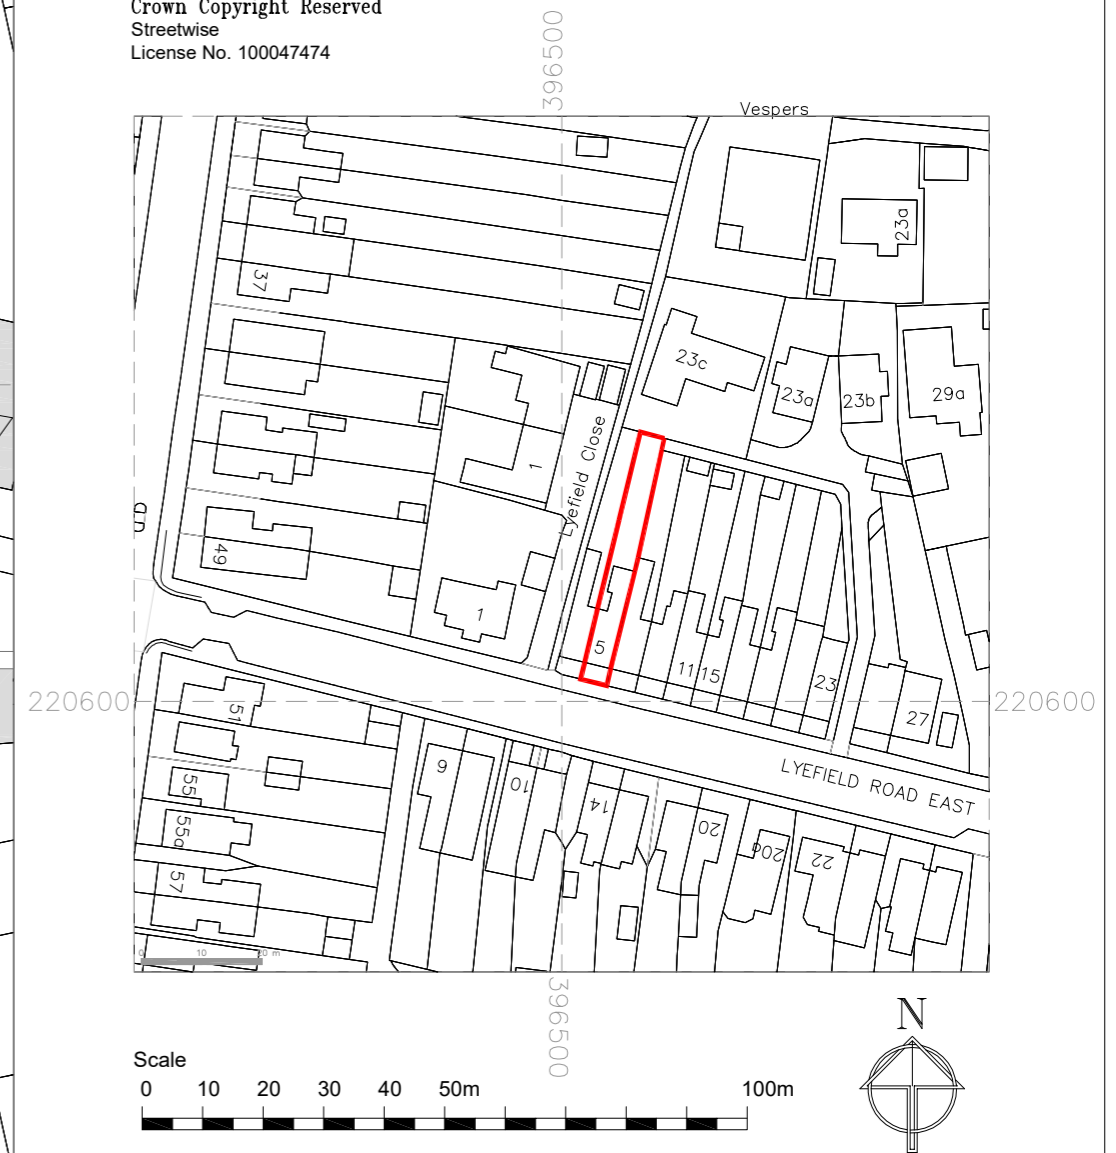 Crown Copyright Reserved
Streetwise
License No. 100047474
396500
Vespers
23a
37
23c
23a
23b
29a
1
Lyefield Close
49
1
5
11
15
23
220600
220600
27
51
LYEFIELD ROAD EAST
9
10
14
55
55a
20
20a
22
57
0 10 20 m
396500
N
Scale
0 10 20 30 40 50m 100m